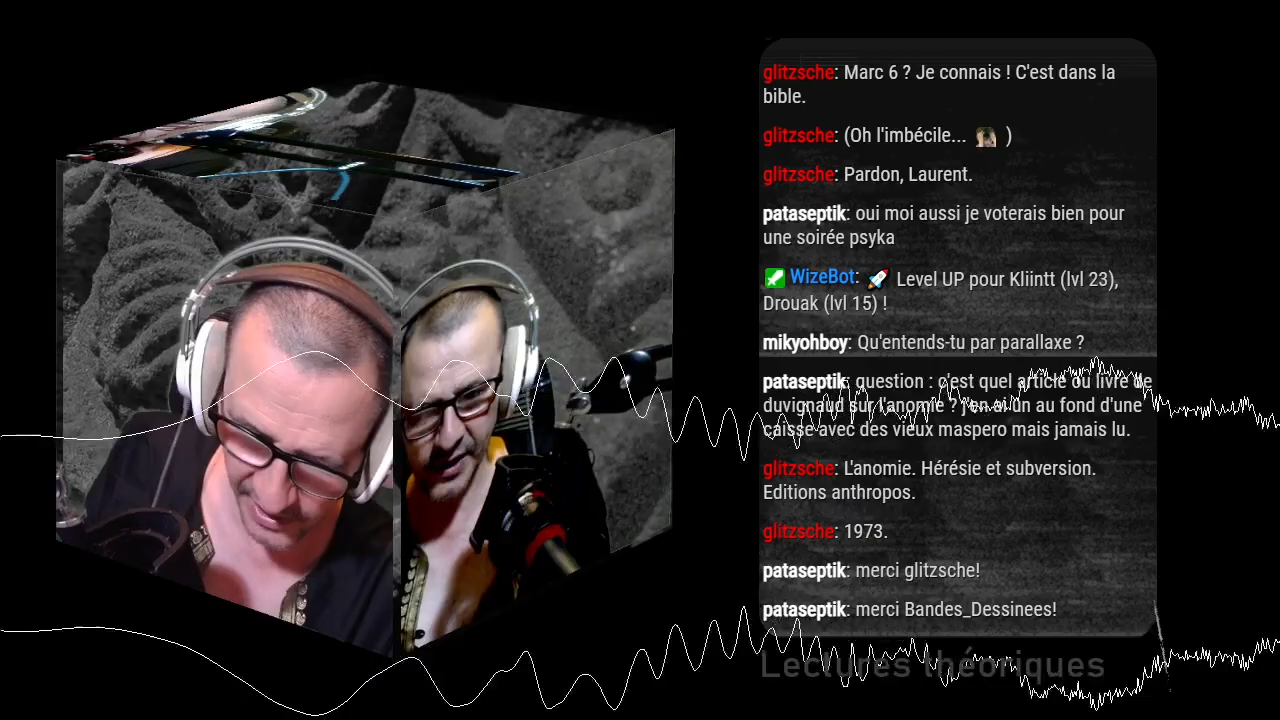 glitzsche: Marc 6 ? Je connais ! C'est dans la
bible.
glitzsche: (Oh l'imbécile... )
glitzsche: Pardon, Laurent.
pataseptik: oui moi aussi je voterais bien pour
une soirée psyka
WizeBot: 🚀 Level UP pour Kliintt (lvl 23),
Drouak (lvl 15) !
mikyohboy: Qu'entends-tu par parallaxe ?
pataseptik: question : c'est quel article ou livre de
duvignaud sur l'anomie ? j'en ai un au fond d'une
caisse avec des vieux maspero mais jamais lu.
glitzsche: L'anomie. Hérésie et subversion.
Editions anthropos.
glitzsche: 1973.
pataseptik: merci glitzsche!
pataseptik: merci Bandes_Dessinees!
Lectures théoriques